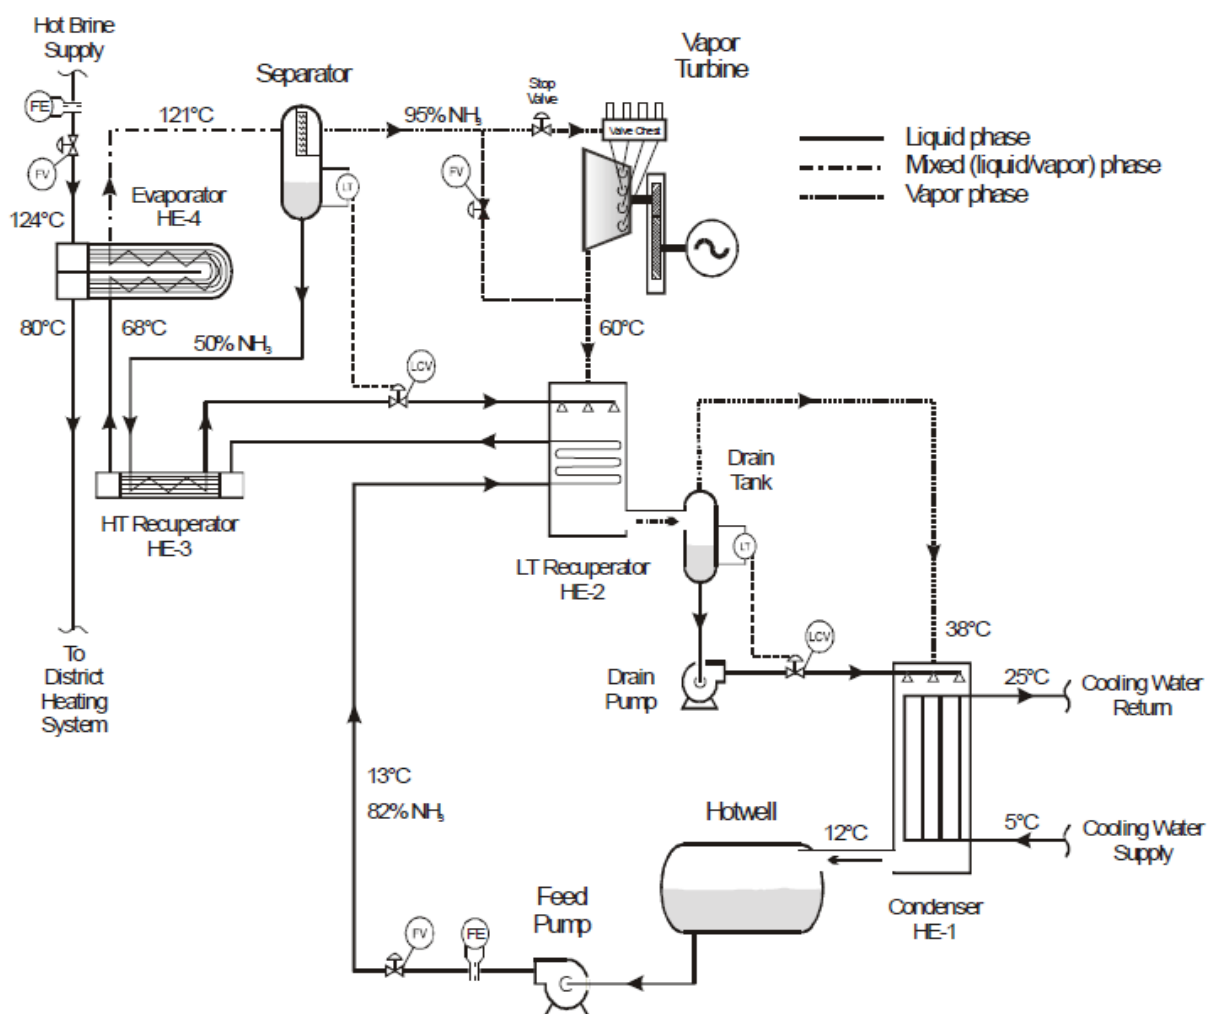 Hot Brine
Supply
FE
FV
124°C
121°C
Separator
95% NH₃
Stop
Valve
Vapor
Turbine
Valve Chest
Liquid phase
Mixed (liquid/vapor) phase
Vapor phase
LT
FV
Evaporator
HE-4
80°C
68°C
50% NH₃
60°C
LCV
HT Recuperator
HE-3
LT Recuperator
HE-2
Drain
Tank
LT
To
District
Heating
System
Drain
Pump
LCV
38°C
25°C
Cooling Water
Return
13°C
82% NH₃
Hotwell
12°C
5°C
Cooling Water
Supply
Condenser
HE-1
Feed
Pump
FV
FE